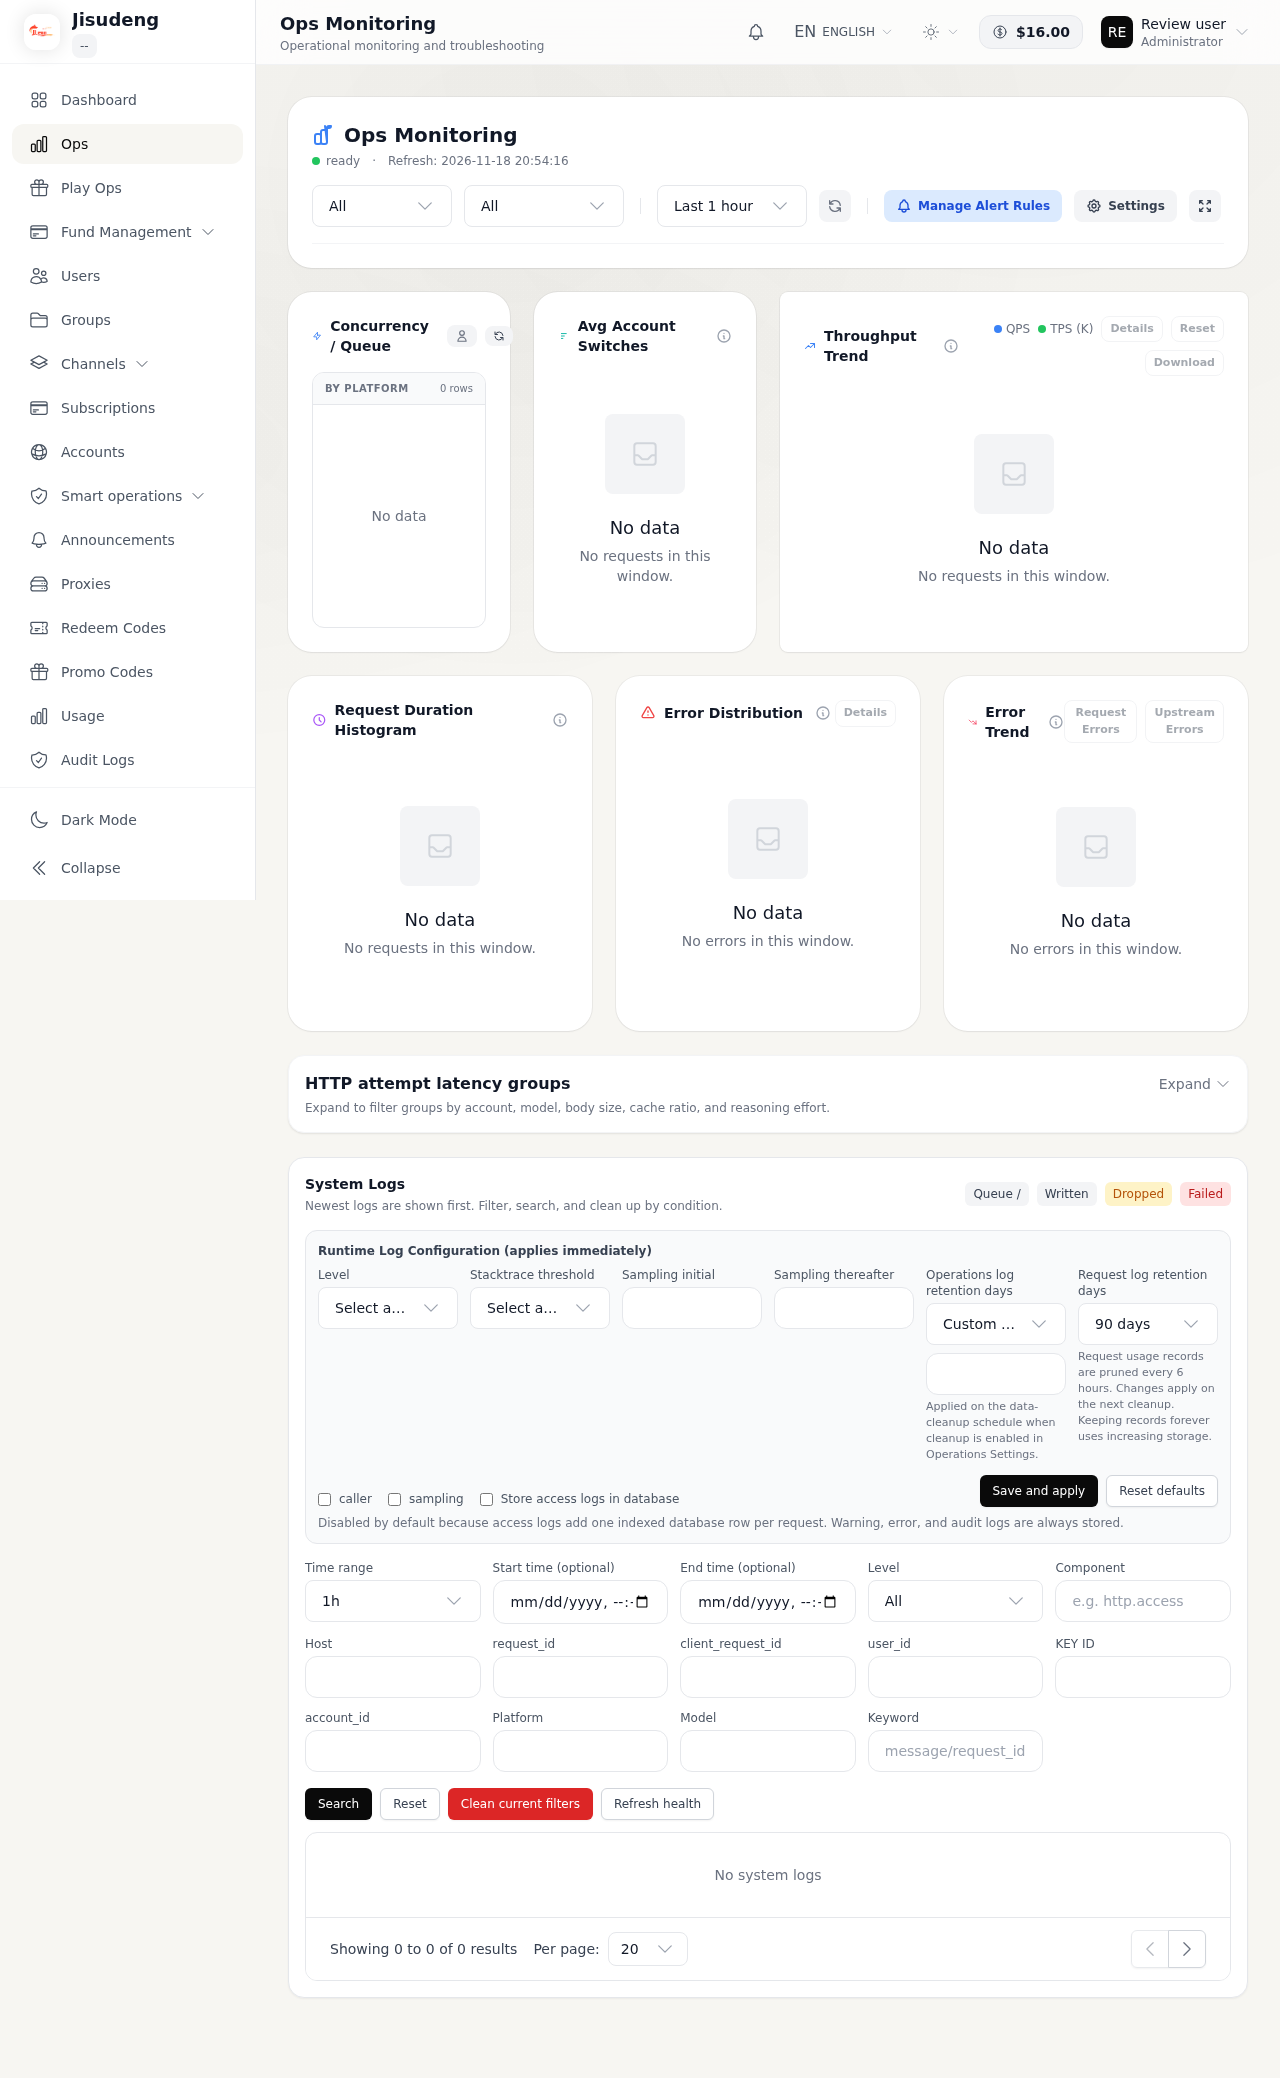 Jisudeng
--
Dashboard
Ops
Play Ops
Fund Management
Users
Groups
Channels
Subscriptions
Accounts
Smart operations
Announcements
Proxies
Redeem Codes
Promo Codes
Usage
Audit Logs
Dark Mode
Collapse
Ops Monitoring
Operational monitoring and troubleshooting
EN ENGLISH
$16.00
RE
Review user
Administrator
Ops Monitoring
ready · Refresh: 2026-11-18 20:54:16
All
All
Last 1 hour
Manage Alert Rules
Settings
Concurrency
/ Queue
BY PLATFORM 0 rows
No data
Avg Account
Switches
No data
No requests in this
window.
Throughput
Trend
QPS TPS (K) Details Reset
Download
No data
No requests in this window.
Request Duration
Histogram
No data
No requests in this window.
Error Distribution Details
No data
No errors in this window.
Error
Trend
Request
Errors
Upstream
Errors
No data
No errors in this window.
HTTP attempt latency groups
Expand
Expand to filter groups by account, model, body size, cache ratio, and reasoning effort.
System Logs
Newest logs are shown first. Filter, search, and clean up by condition.
Queue / Written Dropped Failed
Runtime Log Configuration (applies immediately)
Level
Select a...
Stacktrace threshold
Select a...
Sampling initial
Sampling thereafter
Operations log
retention days
Custom ...
Applied on the data-
cleanup schedule when
cleanup is enabled in
Operations Settings.
Request log retention
days
90 days
Request usage records
are pruned every 6
hours. Changes apply on
the next cleanup.
Keeping records forever
uses increasing storage.
caller sampling Store access logs in database
Save and apply Reset defaults
Disabled by default because access logs add one indexed database row per request. Warning, error, and audit logs are always stored.
Time range Start time (optional) End time (optional) Level Component
1h mm/dd/yyyy, --:- mm/dd/yyyy, --:- All e.g. http.access
Host request_id client_request_id user_id KEY ID
account_id Platform Model Keyword
message/request_id
Search Reset Clean current filters Refresh health
No system logs
Showing 0 to 0 of 0 results Per page: 20